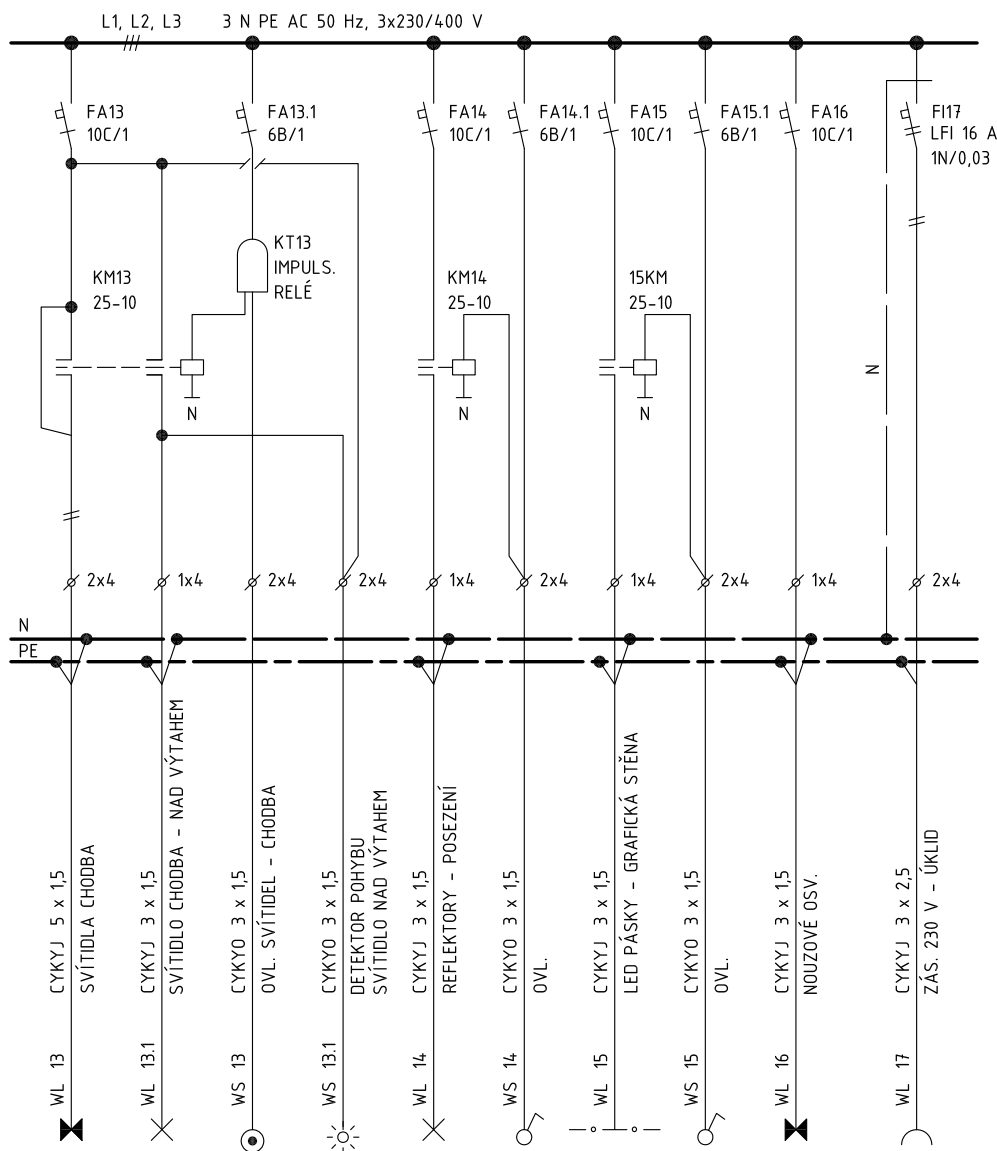 L1, L2, L3 3 N PE AC 50 Hz, 3x230/400 V
FA13
10C/1
FA13.1
6B/1
FA14
10C/1
FA14.1
6B/1
FA15
10C/1
FA15.1
6B/1
FA16
10C/1
FI17
LFI 16 A
1N/0,03
KM13
25-10
KT13
IMPULS.
RELÉ
KM14
25-10
15KM
25-10
N
N
N
N
2x4
1x4
2x4
2x4
1x4
2x4
1x4
2x4
1x4
2x4
N
PE
WL 13 CYKYJ 5 x 1,5
SVÍTIDLA CHODBA
WL 13.1 CYKYJ 3 x 1,5
SVÍTIDLO CHODBA - NAD VÝTAHEM
WS 13 CYKYO 3 x 1,5
OVL. SVÍTIDEL - CHODBA
WS 13.1 CYKYO 3 x 1,5
DETEKTOR POHYBU
SVÍTIDLO NAD VÝTAHEM
WL 14 CYKYJ 3 x 1,5
REFLEKTORY - POSEZENÍ
WS 14 CYKYO 3 x 1,5
OVL.
WL 15 CYKYJ 3 x 1,5
LED PÁSKY - GRAFICKÁ STĚNA
WS 15 CYKYO 3 x 1,5
OVL.
WL 16 CYKYJ 3 x 1,5
NOUZOVÉ OSV.
WL 17 CYKYJ 3 x 2,5
ZÁS. 230 V - ÚKLID